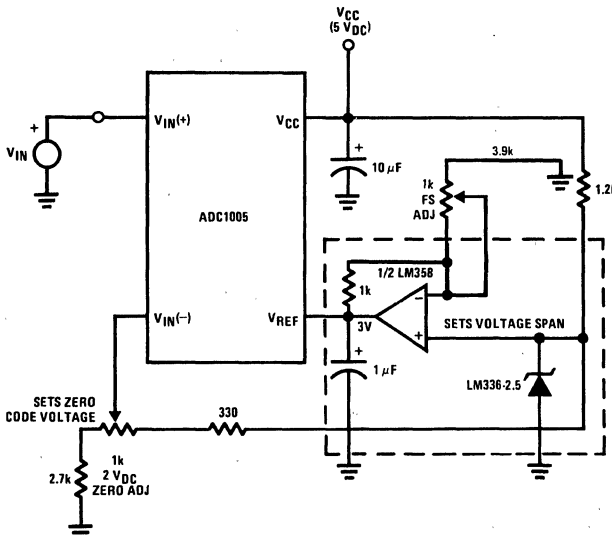 VCC
(5 VDC)
VIN(+)
VCC
+
VIN
+
10 µF
3.9k
1k
FS
ADJ
1.2k
ADC1005
1/2 LM358
1k
−
VIN(−)
VREF
3V
+
SETS VOLTAGE SPAN
+
1 µF
LM336-2.5
SETS ZERO
CODE VOLTAGE
330
1k
2 VDC
ZERO ADJ
2.7k